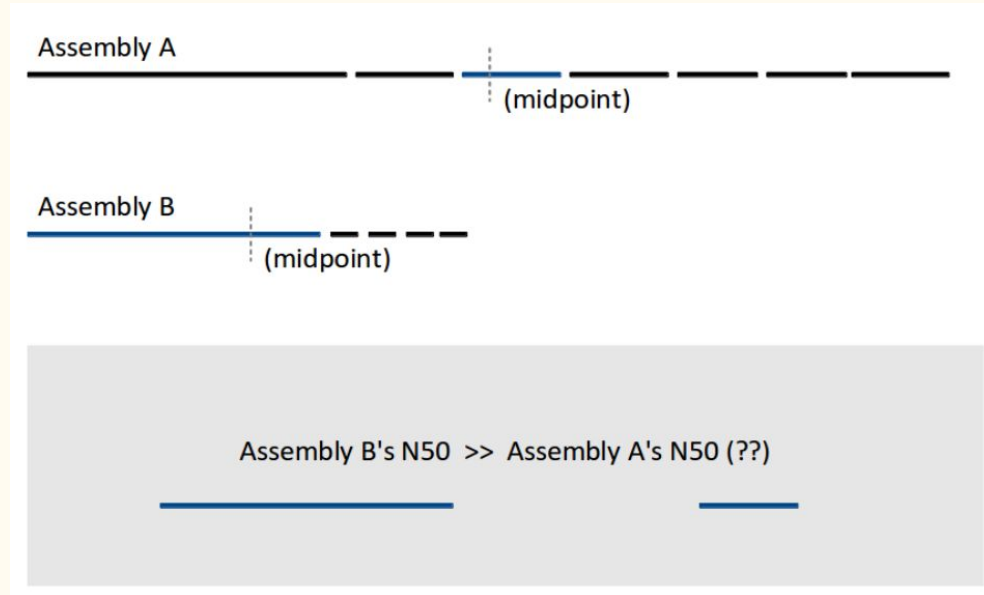 Assembly A
(midpoint)
Assembly B
(midpoint)
Assembly B's N50 >> Assembly A's N50 (??)